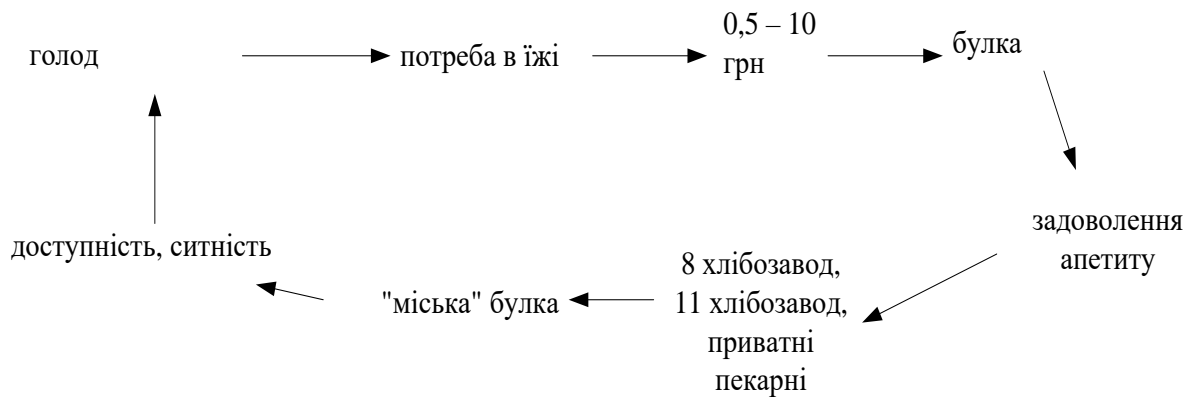 голод
потреба в їжі
0,5 – 10
грн
булка
задоволення
апетиту
8 хлібозавод,
11 хлібозавод,
приватні
пекарні
"міська" булка
доступність, ситність